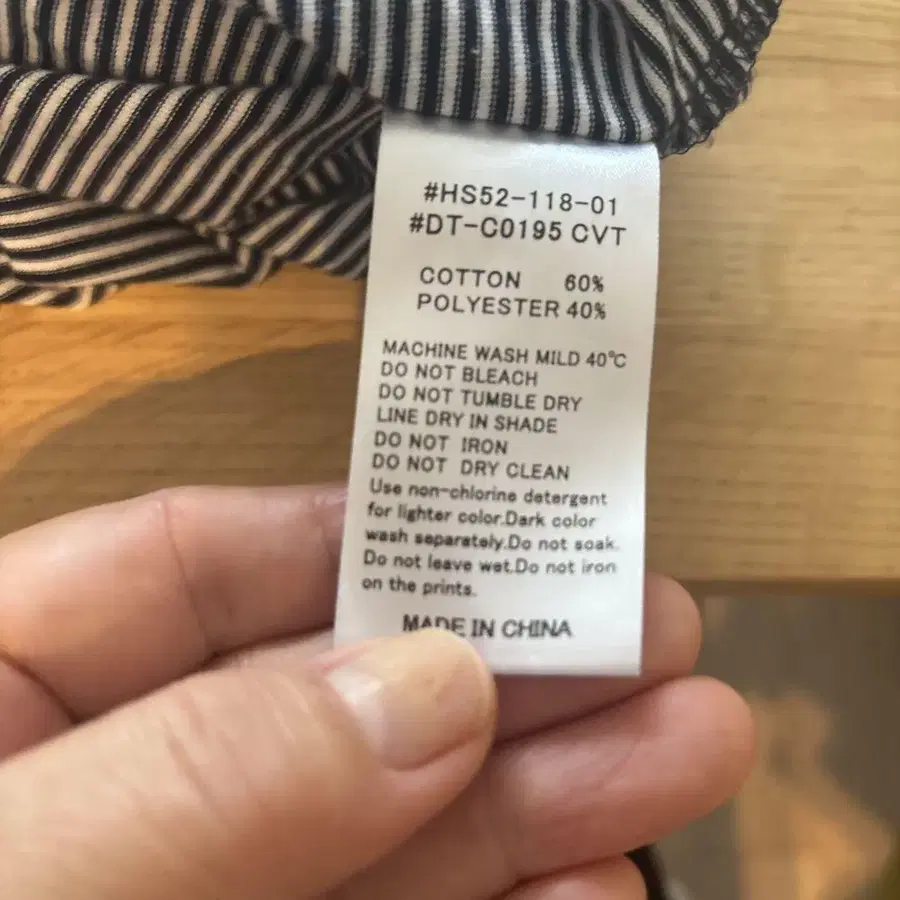 #HS52-118-01
#DT-C0195 CVT
COTTON 60%
POLYESTER 40%
MACHINE WASH MILD 40°C
DO NOT BLEACH
DO NOT TUMBLE DRY
LINE DRY IN SHADE
DO NOT IRON
DO NOT DRY CLEAN
Use non-chlorine detergent
for lighter color.Dark color
wash separately.Do not soak.
Do not leave wet.Do not iron
on the prints.
MADE IN CHINA